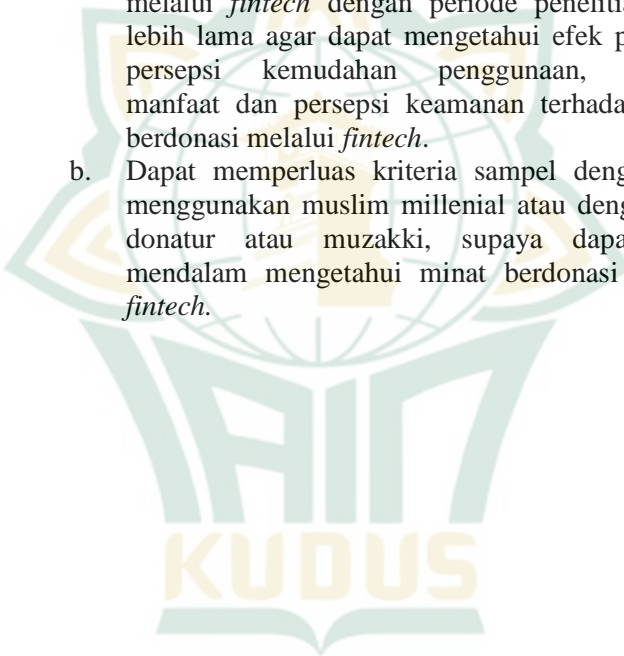 melalui fintech dengan periode penelitia
lebih lama agar dapat mengetahui efek p
persepsi kemudahan penggunaan,
manfaat dan persepsi keamanan terhada
berdonasi melalui fintech.
b. Dapat memperluas kriteria sampel deng
menggunakan muslim millenial atau deng
donatur atau muzakki, supaya dapa
mendalam mengetahui minat berdonasi
fintech.
IAIN
KUDUS